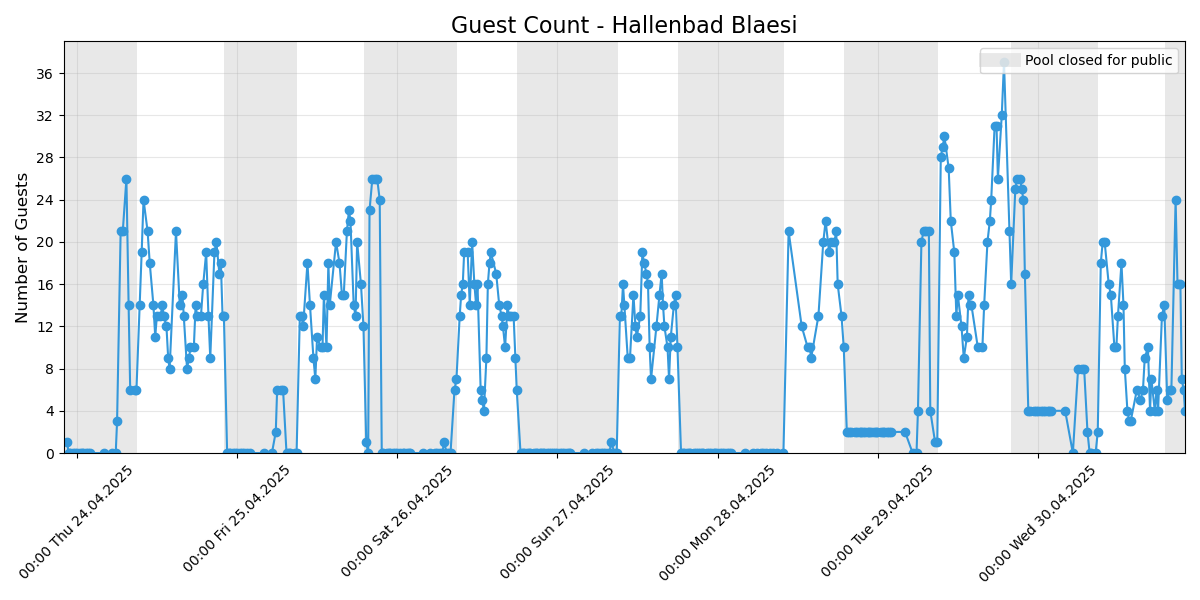 Guest Count - Hallenbad Blaesi
Pool closed for public
Number of Guests
36
32
28
24
20
16
12
8
4
0
00:00 Thu 24.04.2025
00:00 Fri 25.04.2025
00:00 Sat 26.04.2025
00:00 Sun 27.04.2025
00:00 Mon 28.04.2025
00:00 Tue 29.04.2025
00:00 Wed 30.04.2025